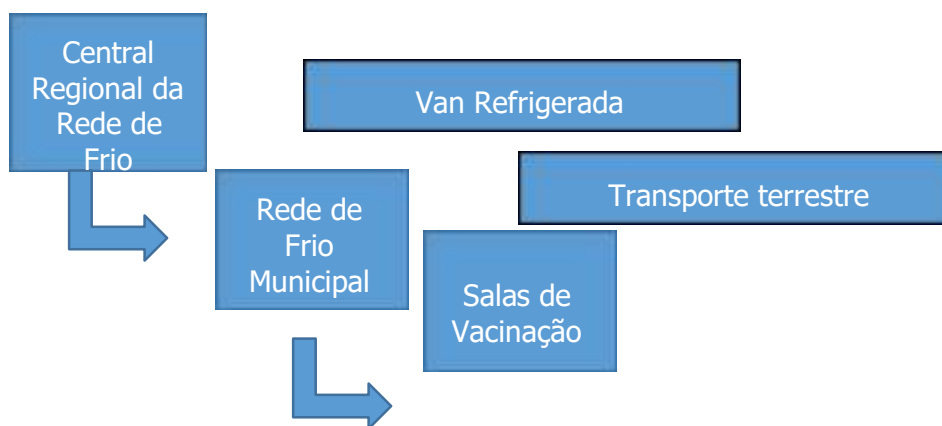 Central
Regional da
Rede de
Frio
Van Refrigerada
Transporte terrestre
Rede de
Frio
Municipal
Salas de
Vacinação